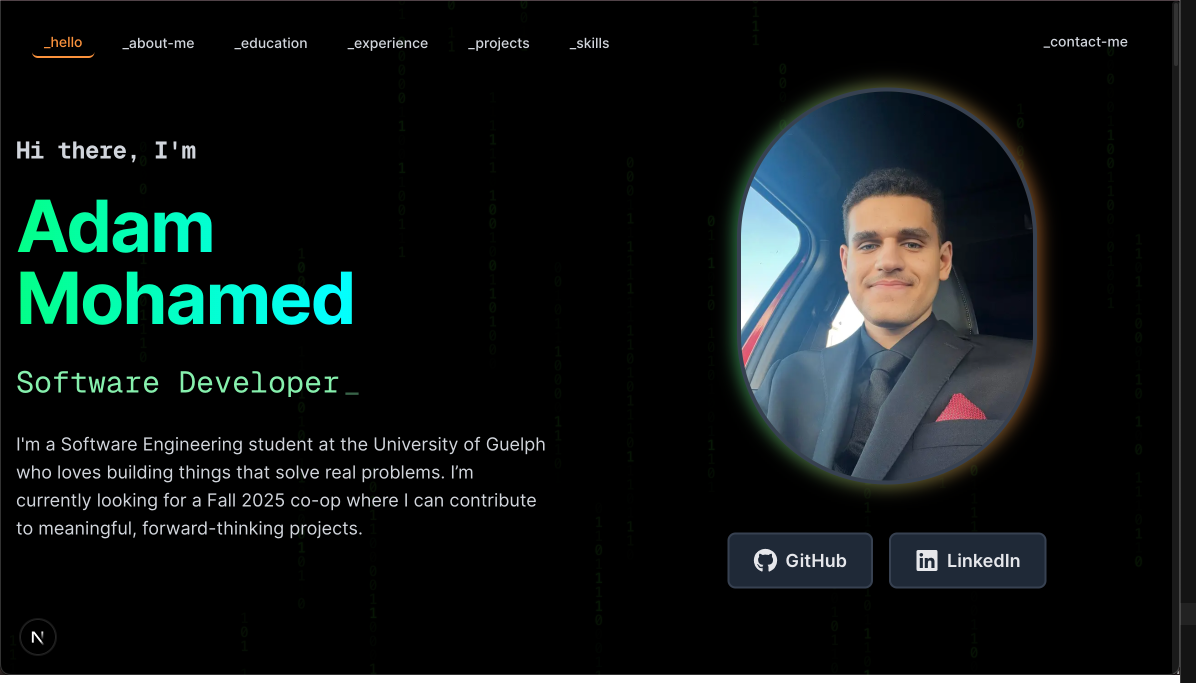 _hello
_about-me
_education
_experience
_projects
_skills
_contact-me
Hi there, I'm
Adam
Mohamed
Software Developer_
I'm a Software Engineering student at the University of Guelph
who loves building things that solve real problems. I’m
currently looking for a Fall 2025 co-op where I can contribute
to meaningful, forward-thinking projects.
GitHub
LinkedIn
N